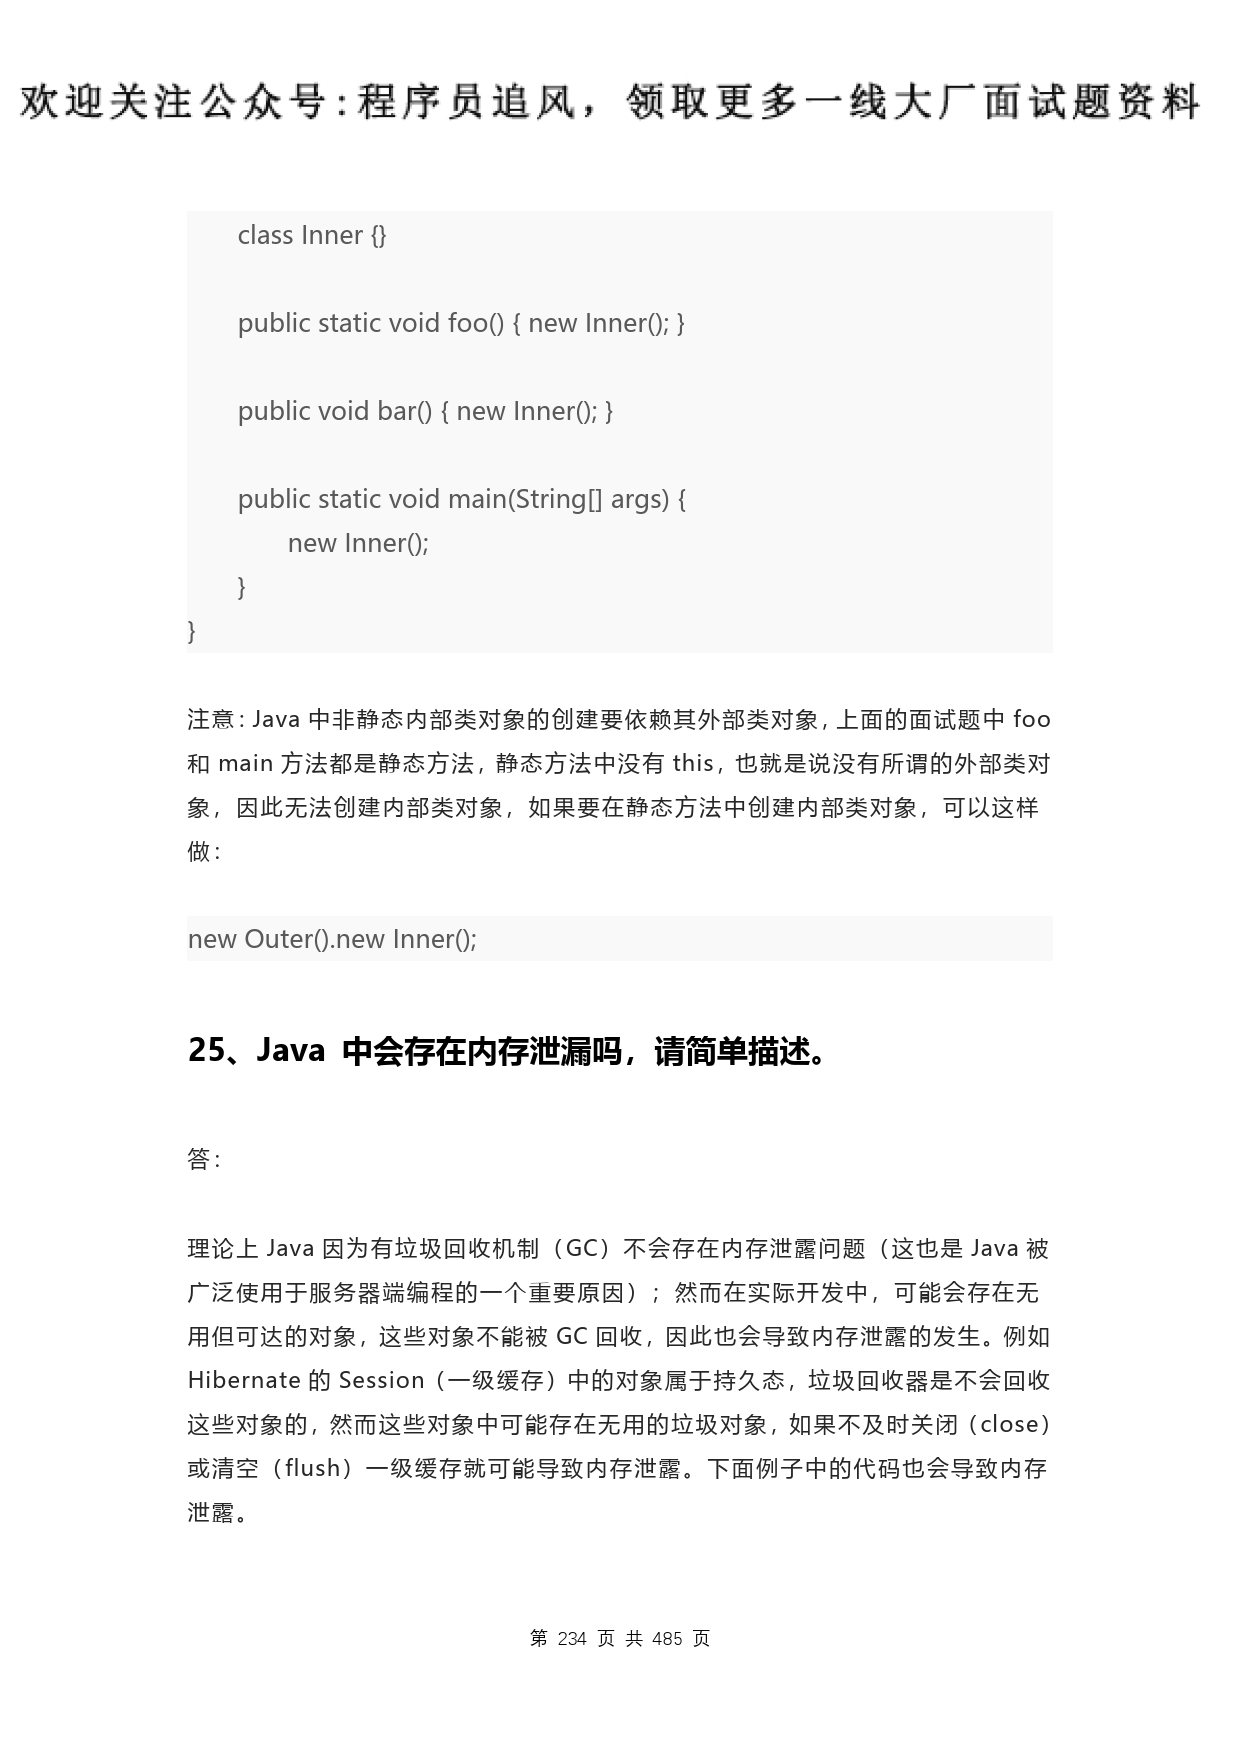 欢迎关注公众号:程序员追风，领取更多一线大厂面试题资料
class Inner {}
public static void foo() { new Inner(); }
public void bar() { new Inner(); }
public static void main(String[] args) {
new Inner();
}
}
注意：Java 中非静态内部类对象的创建要依赖其外部类对象，上面的面试题中 foo
和 main 方法都是静态方法，静态方法中没有 this，也就是说没有所谓的外部类对
象，因此无法创建内部类对象，如果要在静态方法中创建内部类对象，可以这样
做：
new Outer().new Inner();
25、Java 中会存在内存泄漏吗，请简单描述。
答：
理论上 Java 因为有垃圾回收机制（GC）不会存在内存泄露问题（这也是 Java 被
广泛使用于服务器端编程的一个重要原因）；然而在实际开发中，可能会存在无
用但可达的对象，这些对象不能被 GC 回收，因此也会导致内存泄露的发生。例如
Hibernate 的 Session（一级缓存）中的对象属于持久态，垃圾回收器是不会回收
这些对象的，然而这些对象中可能存在无用的垃圾对象，如果不及时关闭（close）
或清空（flush）一级缓存就可能导致内存泄露。下面例子中的代码也会导致内存
泄露。
第 234 页 共 485 页